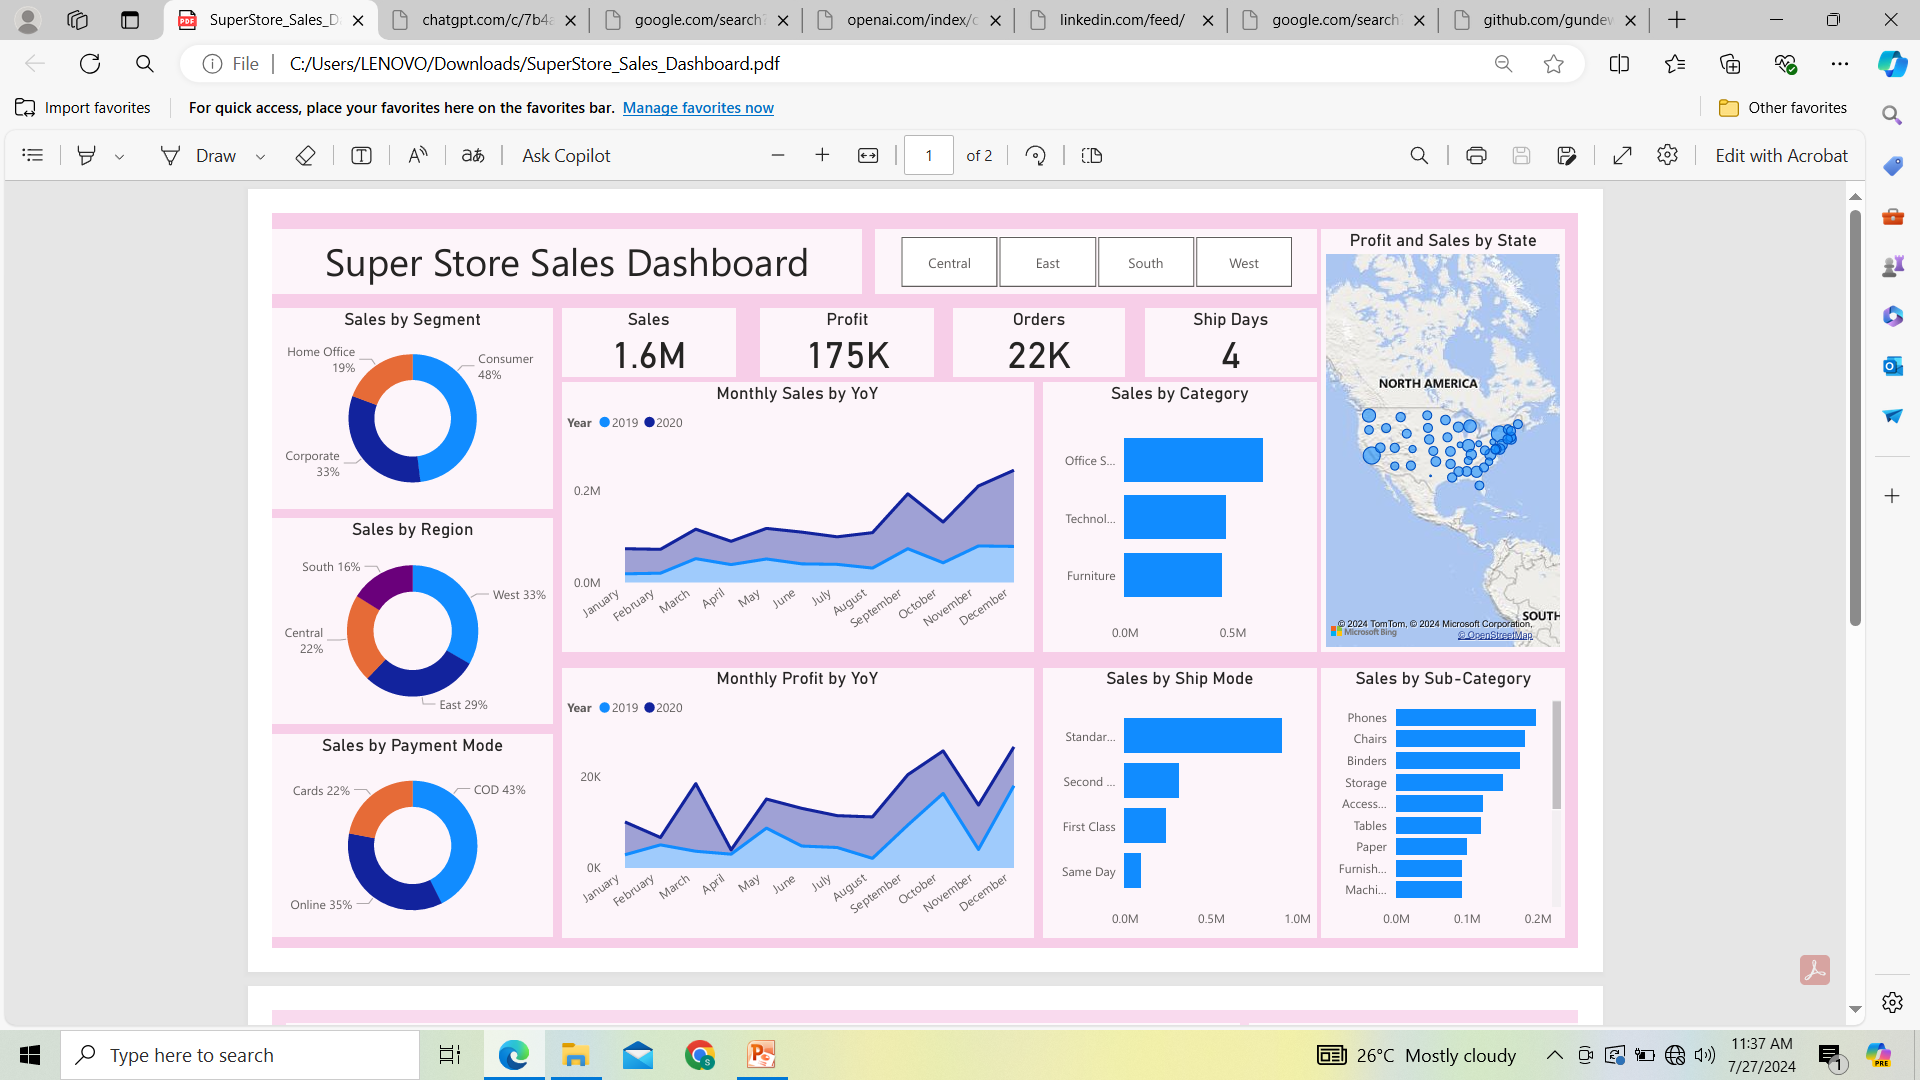 SuperStore_Sales_D
chatgpt.com/c/7b4a
google.com/search?
openai.com/index/c
linkedin.com/feed/
google.com/search?
github.com/gundew
File
C:/Users/LENOVO/Downloads/SuperStore_Sales_Dashboard.pdf
Import favorites
For quick access, place your favorites here on the favorites bar. Manage favorites now
Other favorites
Draw
Ask Copilot
1 of 2
Edit with Acrobat
Super Store Sales Dashboard
Central
East
South
West
Profit and Sales by State
NORTH AMERICA
SOUTH
© 2024 TomTom, © 2024 Microsoft Corporation,
Microsoft Bing
© OpenStreetMap
Sales by Segment
Home Office
19%
Consumer
48%
Corporate
33%
Sales
1.6M
Profit
175K
Orders
22K
Ship Days
4
Monthly Sales by YoY
Year 2019 2020
0.2M
0.0M
January
February
March
April
May
June
July
August
September
October
November
December
Sales by Category
Office S...
Technol...
Furniture
0.0M
0.5M
Sales by Region
South 16%
West 33%
Central
22%
East 29%
Monthly Profit by YoY
Year 2019 2020
20K
0K
January
February
March
April
May
June
July
August
September
October
November
December
Sales by Ship Mode
Standar...
Second ...
First Class
Same Day
0.0M
0.5M
1.0M
Sales by Sub-Category
Phones
Chairs
Binders
Storage
Access...
Tables
Paper
Furnish...
Machi...
0.0M
0.1M
0.2M
Sales by Payment Mode
Cards 22%
COD 43%
Online 35%
Type here to search
26°C Mostly cloudy
11:37 AM
7/27/2024
1
PRE